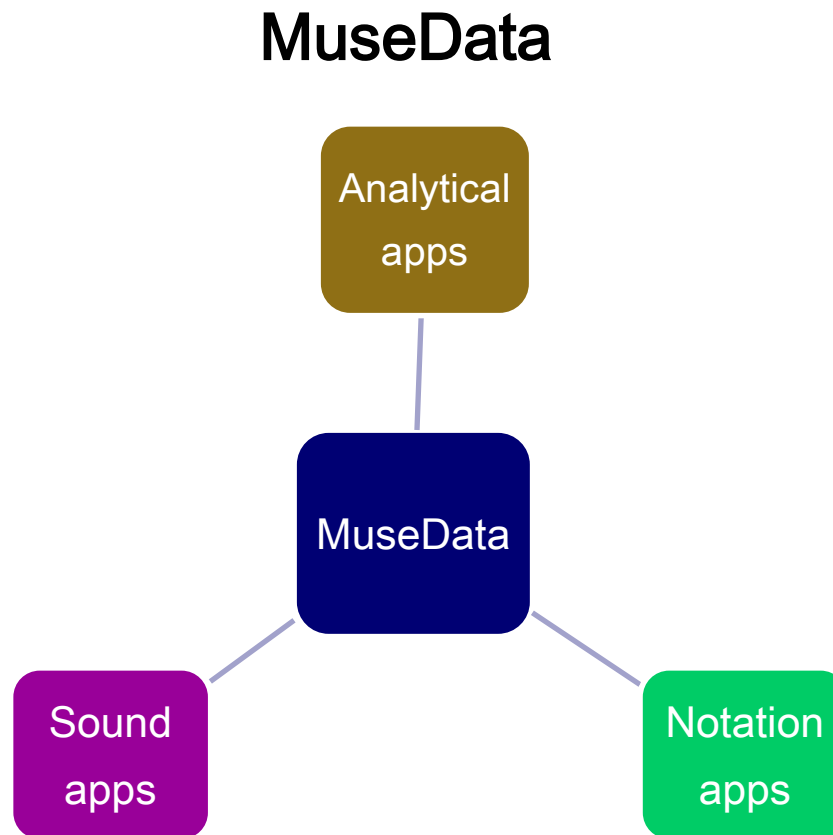 MuseData
Analytical
apps
MuseData
Sound
apps
Notation
apps